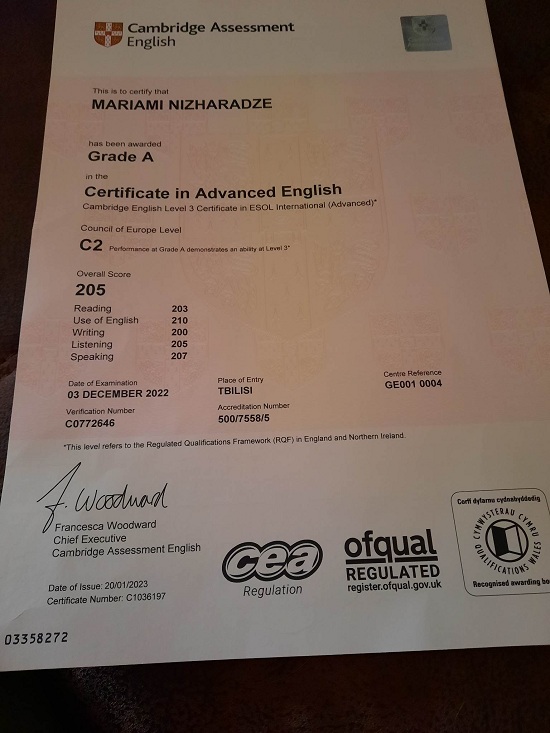 Cambridge Assessment
English
This is to certify that
MARIAMI NIZHARADZE
has been awarded
Grade A
in the
Certificate in Advanced English
Cambridge English Level 3 Certificate in ESOL International (Advanced)*
Council of Europe Level
C2 Performance at Grade A demonstrates an ability at Level 3*
Overall Score
205
Reading 203
Use of English 210
Writing 200
Listening 205
Speaking 207
Date of Examination
03 DECEMBER 2022
Place of Entry
TBILISI
Centre Reference
GE001 0004
Verification Number
C0772646
Accreditation Number
500/7558/5
*This level refers to the Regulated Qualifications Framework (RQF) in England and Northern Ireland.
F. Woodward
Francesca Woodward
Chief Executive
Cambridge Assessment English
Date of Issue: 20/01/2023
Certificate Number: C1036197
cea
Regulation
ofqual
REGULATED
register.ofqual.gov.uk
Corff dyfarnu cydnabyddedig
CYMWYSTERAU CYMRU
QUALIFICATIONS WALES
Recognised awarding bo
03358272